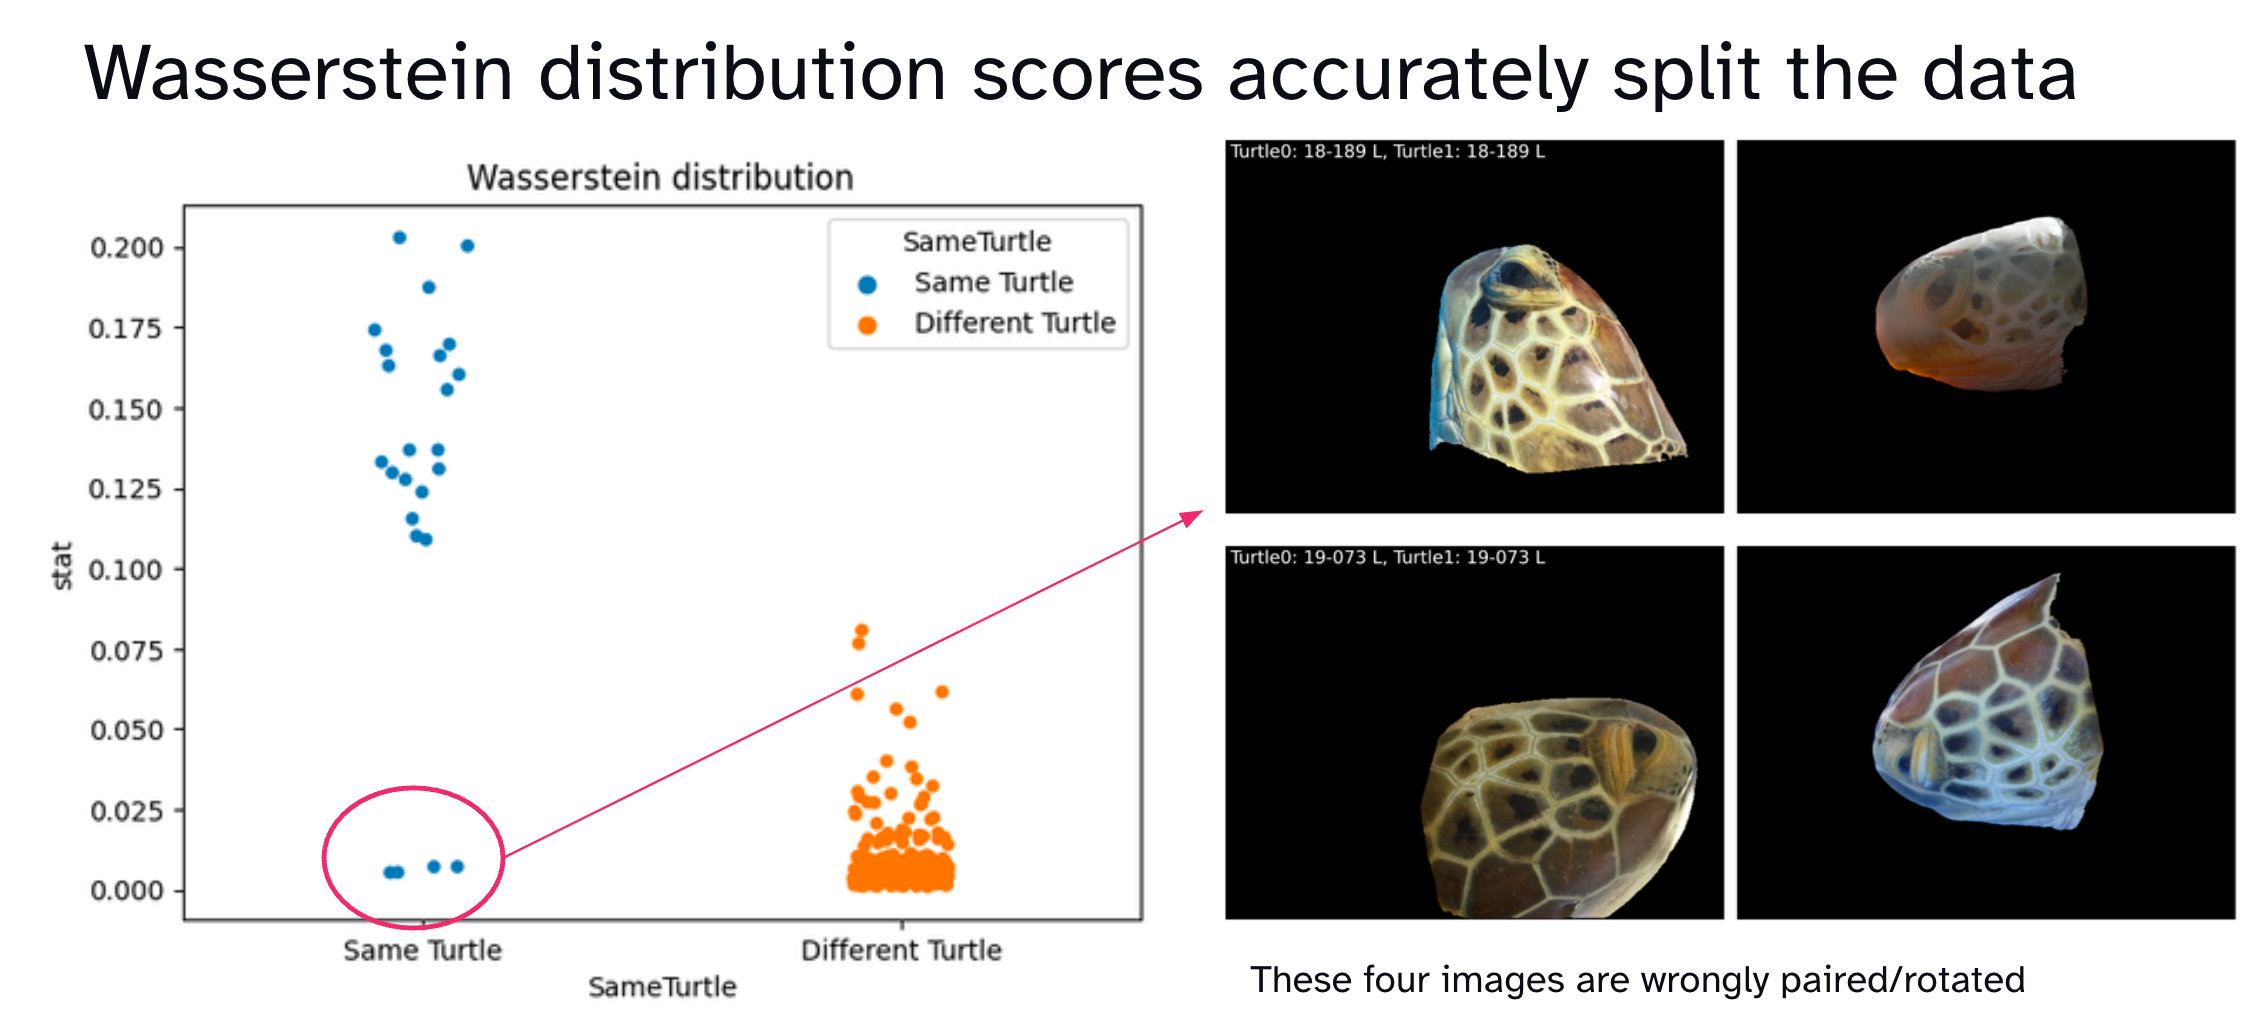 Wasserstein distribution scores accurately split the data
Wasserstein distribution
SameTurtle
Same Turtle
Different Turtle
0.200
0.175
0.150
0.125
0.100
0.075
0.050
0.025
0.000
stat
Same Turtle
Different Turtle
SameTurtle
Turtle0: 18-189 L, Turtle1: 18-189 L
Turtle0: 19-073 L, Turtle1: 19-073 L
These four images are wrongly paired/rotated